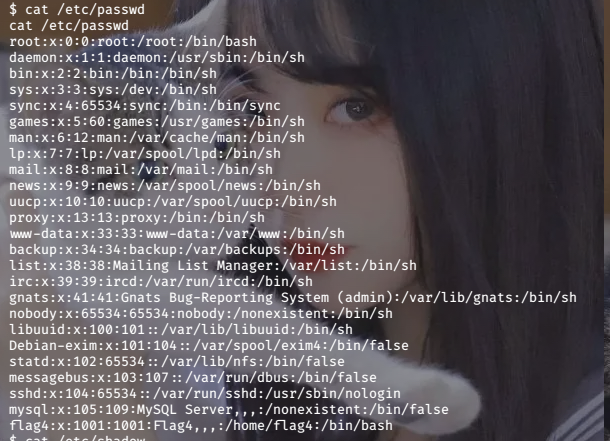 $ cat /etc/passwd
cat /etc/passwd
root:x:0:0:root:/root:/bin/bash
daemon:x:1:1:daemon:/usr/sbin:/bin/sh
bin:x:2:2:bin:/bin:/bin/sh
sys:x:3:3:sys:/dev:/bin/sh
sync:x:4:65534:sync:/bin:/bin/sync
games:x:5:60:games:/usr/games:/bin/sh
man:x:6:12:man:/var/cache/man:/bin/sh
lp:x:7:7:lp:/var/spool/lpd:/bin/sh
mail:x:8:8:mail:/var/mail:/bin/sh
news:x:9:9:news:/var/spool/news:/bin/sh
uucp:x:10:10:uucp:/var/spool/uucp:/bin/sh
proxy:x:13:13:proxy:/bin:/bin/sh
www-data:x:33:33:www-data:/var/www:/bin/sh
backup:x:34:34:backup:/var/backups:/bin/sh
list:x:38:38:Mailing List Manager:/var/list:/bin/sh
irc:x:39:39:ircd:/var/run/ircd:/bin/sh
gnats:x:41:41:Gnats Bug-Reporting System (admin):/var/lib/gnats:/bin/sh
nobody:x:65534:65534:nobody:/nonexistent:/bin/sh
libuuid:x:100:101::/var/lib/libuuid:/bin/sh
Debian-exim:x:101:104::/var/spool/exim4:/bin/false
statd:x:102:65534::/var/lib/nfs:/bin/false
messagebus:x:103:107::/var/run/dbus:/bin/false
sshd:x:104:65534::/var/run/sshd:/usr/sbin/nologin
mysql:x:105:109:MySQL Server,,,:/nonexistent:/bin/false
flag4:x:1001:1001:Flag4,,,:/home/flag4:/bin/bash
$ cat /etc/shadow